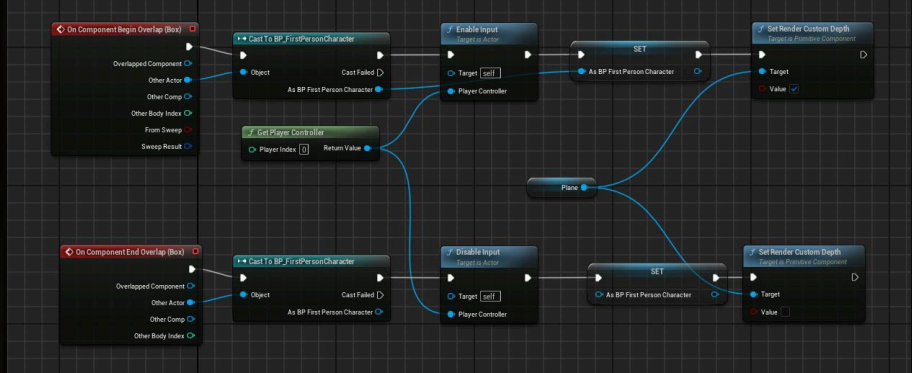 On Component Begin Overlap (Box)
Overlapped Component
Other Actor
Other Comp
Other Body Index
From Sweep
Sweep Result
Cast To BP_FirstPersonCharacter
Object
Cast Failed
As BP First Person Character
Get Player Controller
Player Index 0
Return Value
Enable Input
Target is Actor
Target self
Player Controller
SET
As BP First Person Character
Set Render Custom Depth
Target is Primitive Component
Target
Value
Plane
On Component End Overlap (Box)
Overlapped Component
Other Actor
Other Comp
Other Body Index
Cast To BP_FirstPersonCharacter
Object
Cast Failed
As BP First Person Character
Disable Input
Target is Actor
Target self
Player Controller
SET
As BP First Person Character
Set Render Custom Depth
Target is Primitive Component
Target
Value